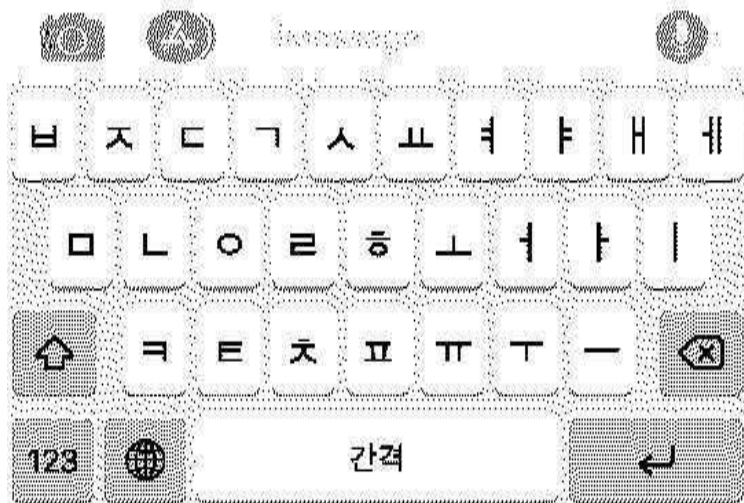 ㅂ ㅈ ㄷ ㄱ ㅅ ㅛ ㅕ ㅑ ㅐ ㅔ
ㅁ ㄴ ㅇ ㄹ ㅎ ㅗ ㅓ ㅏ ㅣ
ㅋ ㅌ ㅊ ㅍ ㅠ ㅜ ㅡ
123 간격